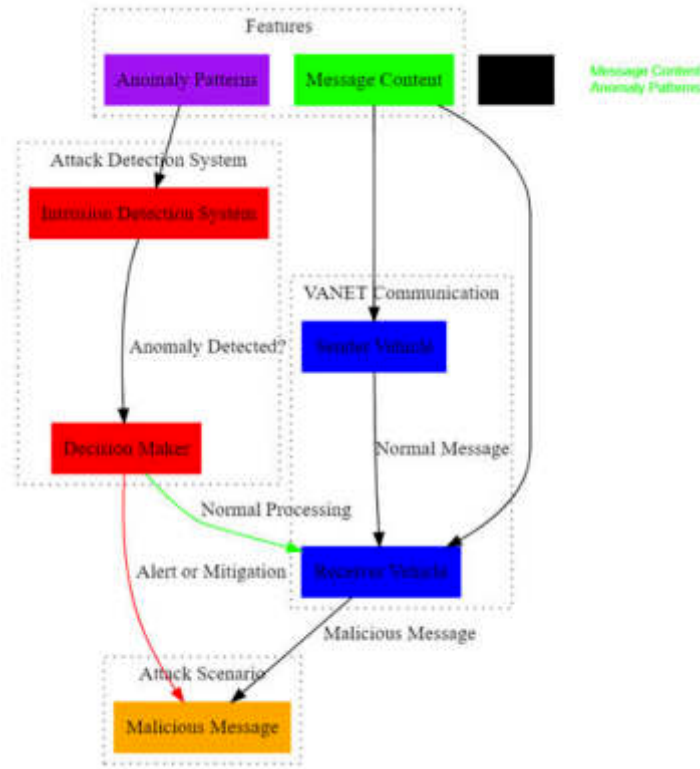 Features
Anomaly Patterns
Message Content
Message Content
Anomaly Patterns
Attack Detection System
Intrusion Detection System
VANET Communication
Sender Vehicle
Anomaly Detected?
Decision Maker
Normal Message
Normal Processing
Alert or Mitigation
Receiver Vehicle
Malicious Message
Attack Scenario
Malicious Message